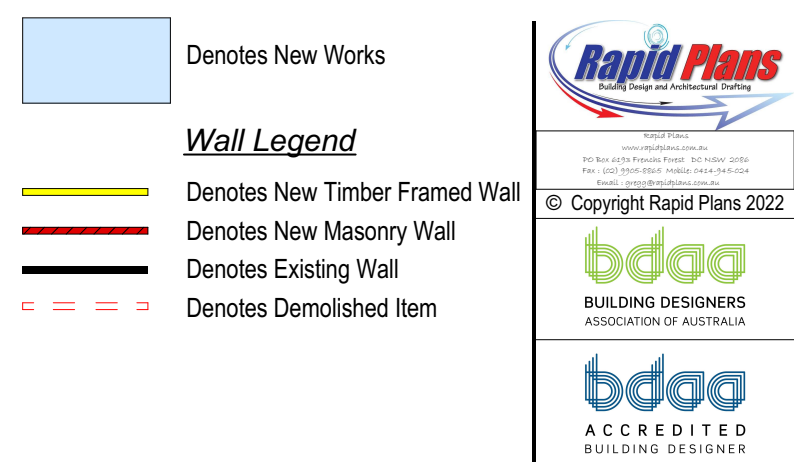 Denotes New Works
Wall Legend
Denotes New Timber Framed Wall
Denotes New Masonry Wall
Denotes Existing Wall
Denotes Demolished Item
Rapid Plans
Building Design and Architectural Drafting
Rapid Plans
www.rapidplans.com.au
PO Box 6193 Frenchs Forest DC NSW 2086
Fax : (02) 9905-8865 Mobile: 0414-945-024
Email : gregg@rapidplans.com.au
© Copyright Rapid Plans 2022
bdaa
BUILDING DESIGNERS
ASSOCIATION OF AUSTRALIA
bdaa
ACCREDITED
BUILDING DESIGNER